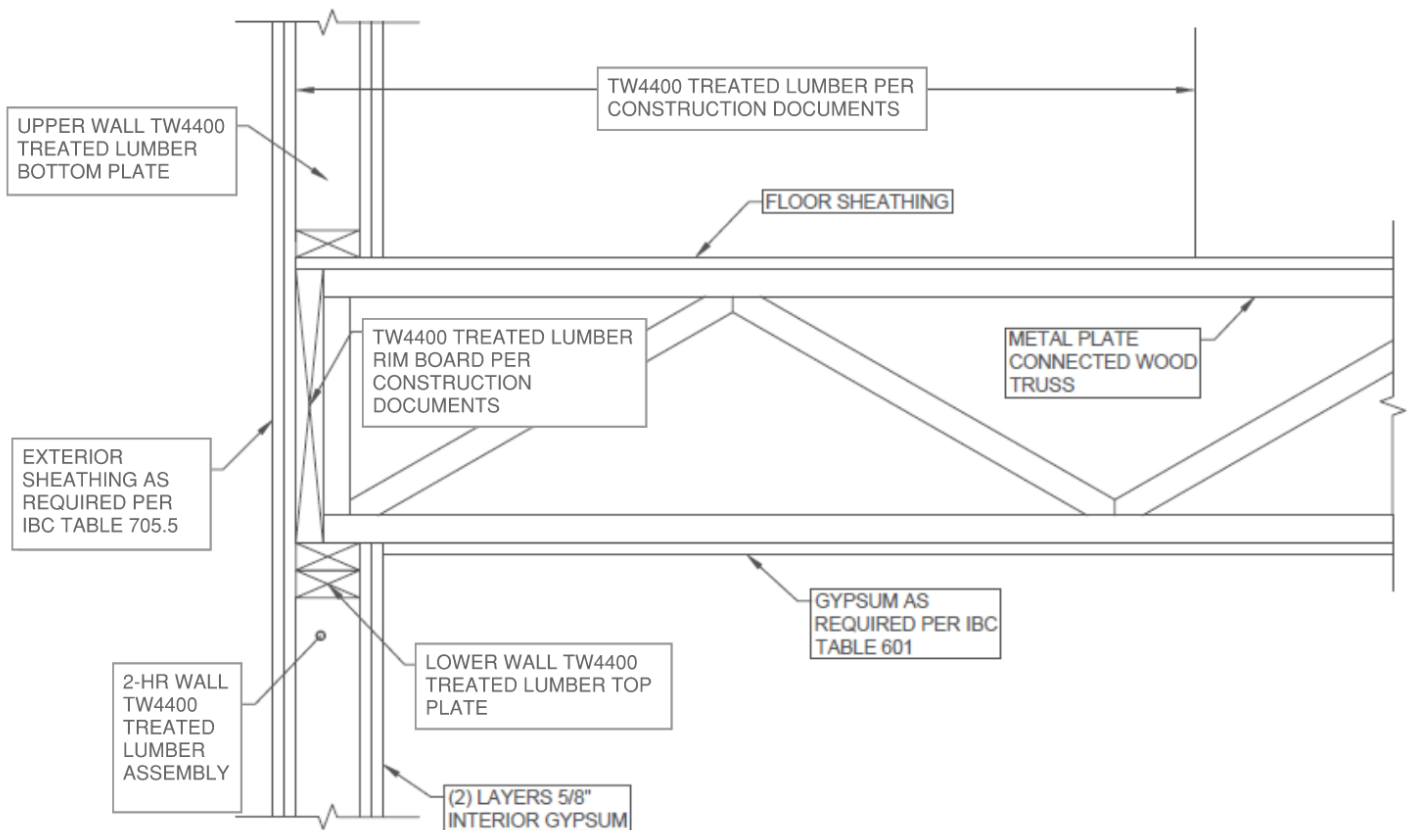 TW4400 TREATED LUMBER PER
CONSTRUCTION DOCUMENTS
UPPER WALL TW4400
TREATED LUMBER
BOTTOM PLATE
FLOOR SHEATHING
TW4400 TREATED LUMBER
RIM BOARD PER
CONSTRUCTION
DOCUMENTS
METAL PLATE
CONNECTED WOOD
TRUSS
EXTERIOR
SHEATHING AS
REQUIRED PER
IBC TABLE 705.5
GYPSUM AS
REQUIRED PER IBC
TABLE 601
LOWER WALL TW4400
TREATED LUMBER TOP
PLATE
2-HR WALL
TW4400
TREATED
LUMBER
ASSEMBLY
(2) LAYERS 5/8"
INTERIOR GYPSUM